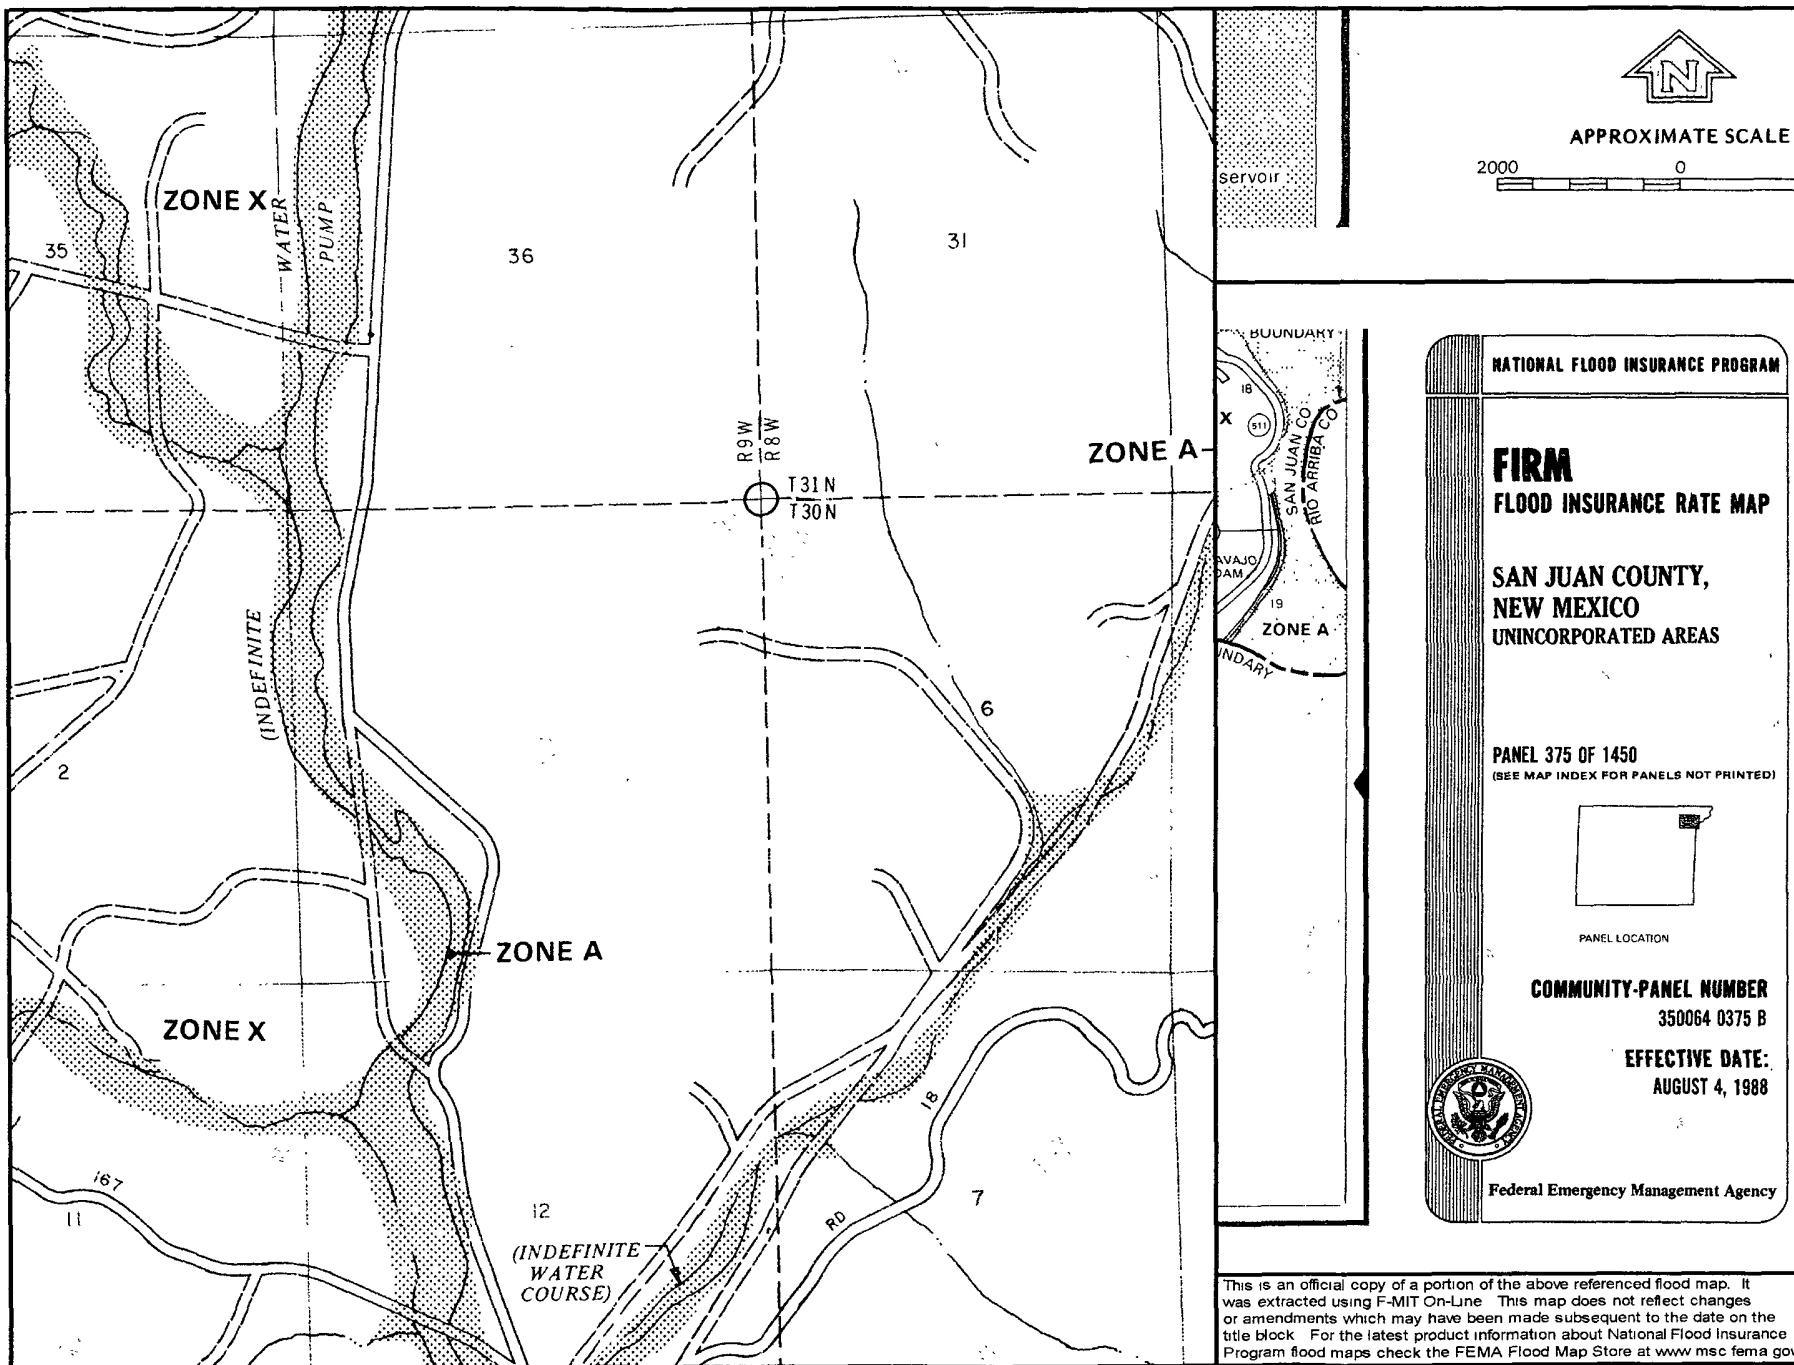 ZONE X
WATER
PUMP
35
36
31
R9W
R8W
T31N
T30N
ZONE A
(INDEFINITE
2
6
ZONE A
ZONE X
18
RD
7
167
11
12
(INDEFINITE
WATER
COURSE)
servoir
BOUNDARY
18
X
511
SAN JUAN CO
RIO ARRIBA CO
AVAJO
DAM
19
ZONE A
UNDARY
N
APPROXIMATE SCALE
2000 0
NATIONAL FLOOD INSURANCE PROGRAM
FIRM
FLOOD INSURANCE RATE MAP
SAN JUAN COUNTY,
NEW MEXICO
UNINCORPORATED AREAS
PANEL 375 OF 1450
(SEE MAP INDEX FOR PANELS NOT PRINTED)
PANEL LOCATION
COMMUNITY-PANEL NUMBER
350064 0375 B
EFFECTIVE DATE:
AUGUST 4, 1988
FEDERAL EMERGENCY MANAGEMENT AGENCY
Federal Emergency Management Agency
This is an official copy of a portion of the above referenced flood map. It
was extracted using F-MIT On-Line This map does not reflect changes
or amendments which may have been made subsequent to the date on the
title block For the latest product information about National Flood Insurance
Program flood maps check the FEMA Flood Map Store at www msc fema gov